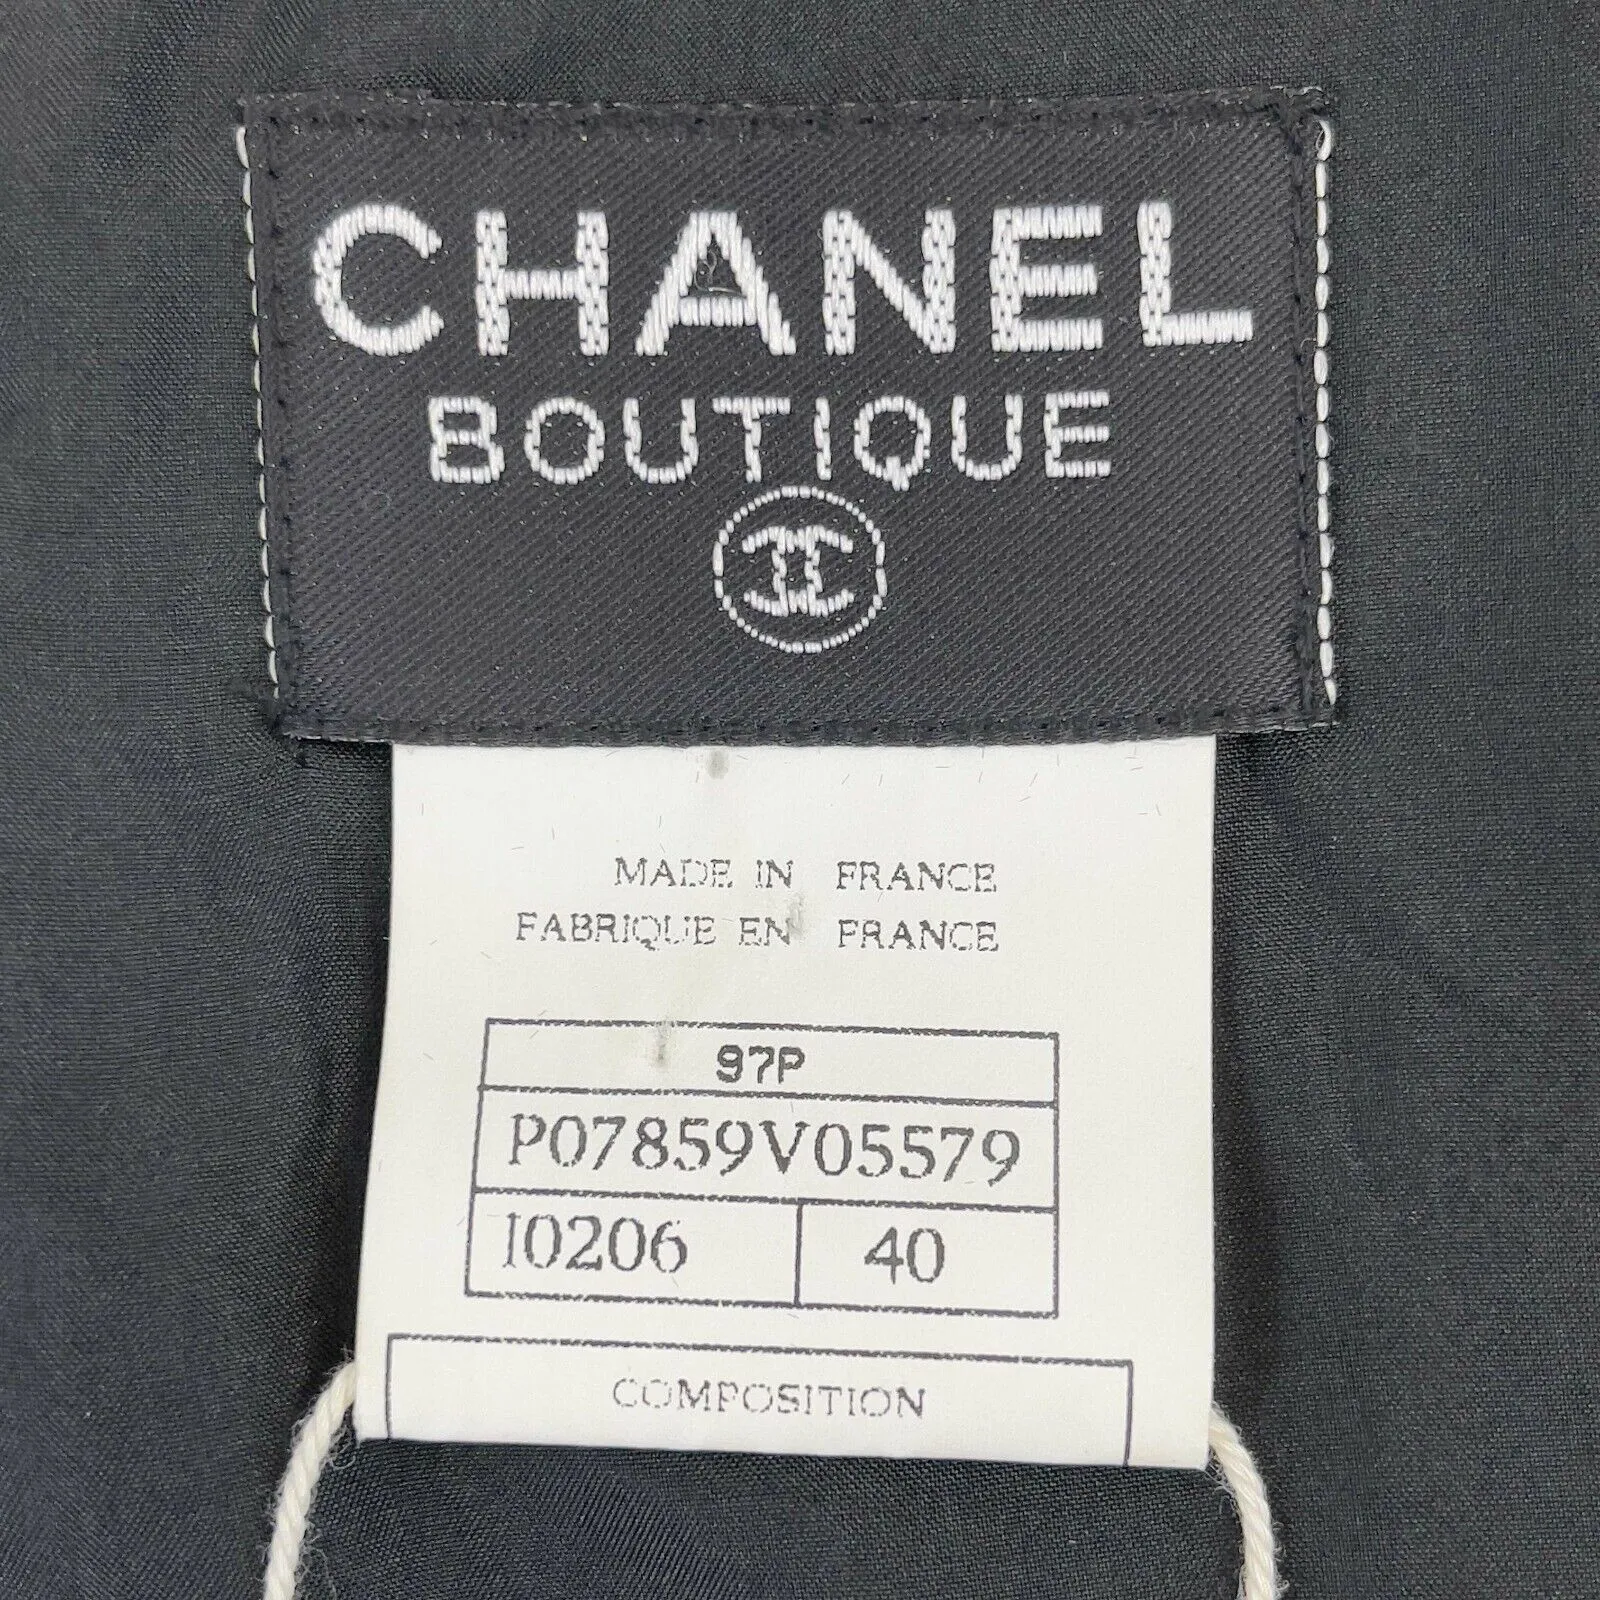 CHANEL
BOUTIQUE
MADE IN FRANCE
FABRIQUE EN FRANCE
97P
P07859V05579
I0206 40
COMPOSITION